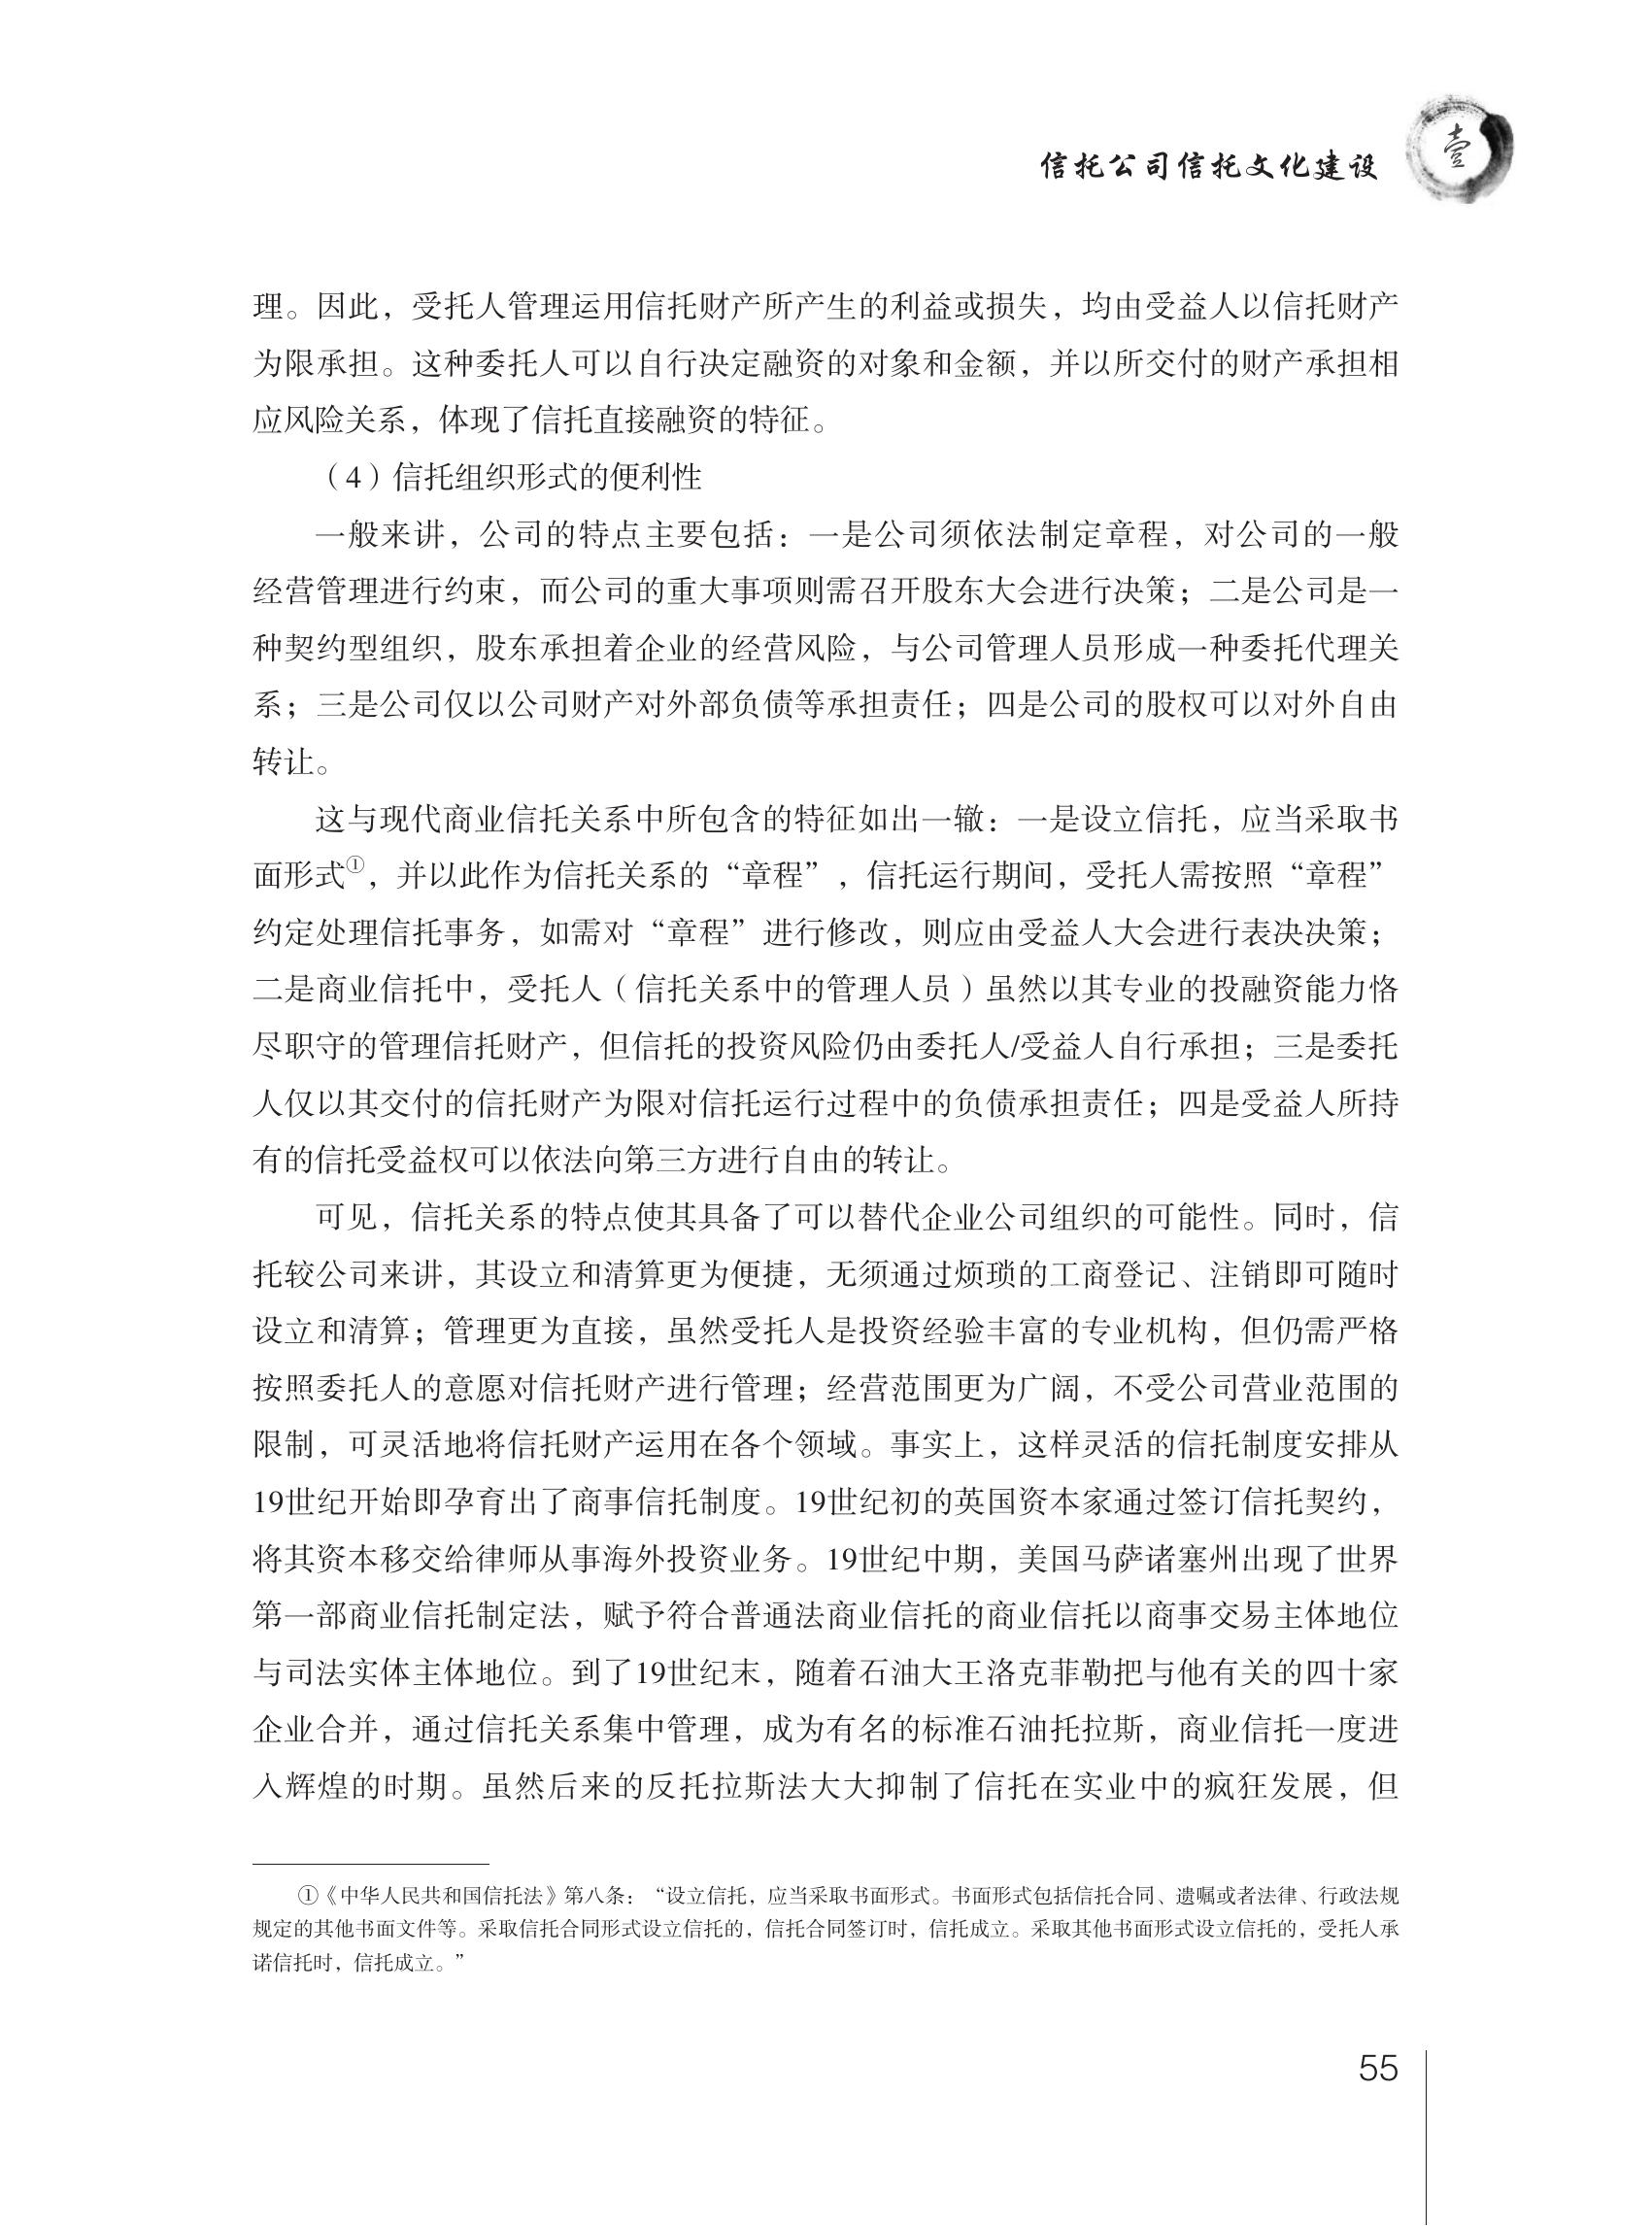 信托公司信托文化建设
壹
理。因此，受托人管理运用信托财产所产生的利益或损失，均由受益人以信托财产
为限承担。这种委托人可以自行决定融资的对象和金额，并以所交付的财产承担相
应风险关系，体现了信托直接融资的特征。
（4）信托组织形式的便利性
一般来讲，公司的特点主要包括：一是公司须依法制定章程，对公司的一般
经营管理进行约束，而公司的重大事项则需召开股东大会进行决策；二是公司是一
种契约型组织，股东承担着企业的经营风险，与公司管理人员形成一种委托代理关
系；三是公司仅以公司财产对外部负债等承担责任；四是公司的股权可以对外自由
转让。
这与现代商业信托关系中所包含的特征如出一辙：一是设立信托，应当采取书
面形式①，并以此作为信托关系的“章程”，信托运行期间，受托人需按照“章程”
约定处理信托事务，如需对“章程”进行修改，则应由受益人大会进行表决决策；
二是商业信托中，受托人（信托关系中的管理人员）虽然以其专业的投融资能力恪
尽职守的管理信托财产，但信托的投资风险仍由委托人/受益人自行承担；三是委托
人仅以其交付的信托财产为限对信托运行过程中的负债承担责任；四是受益人所持
有的信托受益权可以依法向第三方进行自由的转让。
可见，信托关系的特点使其具备了可以替代企业公司组织的可能性。同时，信
托较公司来讲，其设立和清算更为便捷，无须通过烦琐的工商登记、注销即可随时
设立和清算；管理更为直接，虽然受托人是投资经验丰富的专业机构，但仍需严格
按照委托人的意愿对信托财产进行管理；经营范围更为广阔，不受公司营业范围的
限制，可灵活地将信托财产运用在各个领域。事实上，这样灵活的信托制度安排从
19世纪开始即孕育出了商事信托制度。19世纪初的英国资本家通过签订信托契约，
将其资本移交给律师从事海外投资业务。19世纪中期，美国马萨诸塞州出现了世界
第一部商业信托制定法，赋予符合普通法商业信托的商业信托以商事交易主体地位
与司法实体主体地位。到了19世纪末，随着石油大王洛克菲勒把与他有关的四十家
企业合并，通过信托关系集中管理，成为有名的标准石油托拉斯，商业信托一度进
入辉煌的时期。虽然后来的反托拉斯法大大抑制了信托在实业中的疯狂发展，但
①《中华人民共和国信托法》第八条：“设立信托，应当采取书面形式。书面形式包括信托合同、遗嘱或者法律、行政法规
规定的其他书面文件等。采取信托合同形式设立信托的，信托合同签订时，信托成立。采取其他书面形式设立信托的，受托人承
诺信托时，信托成立。”
55